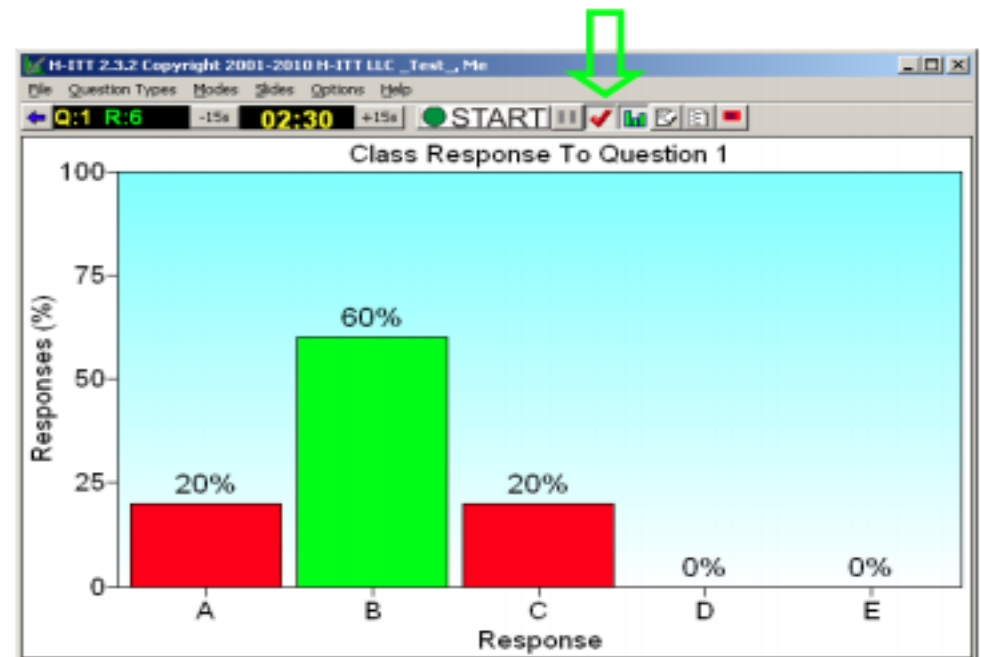 H-ITT 2.3.2 Copyright 2001-2010 H-ITT LLC _Test_, Me
File Question Types Modes Slides Options Help
Q:1 R:6 -15s 02:30 +15s START
Class Response To Question 1
100
75
50
25
0
Responses (%)
20%
60%
20%
0%
0%
A B C D E
Response